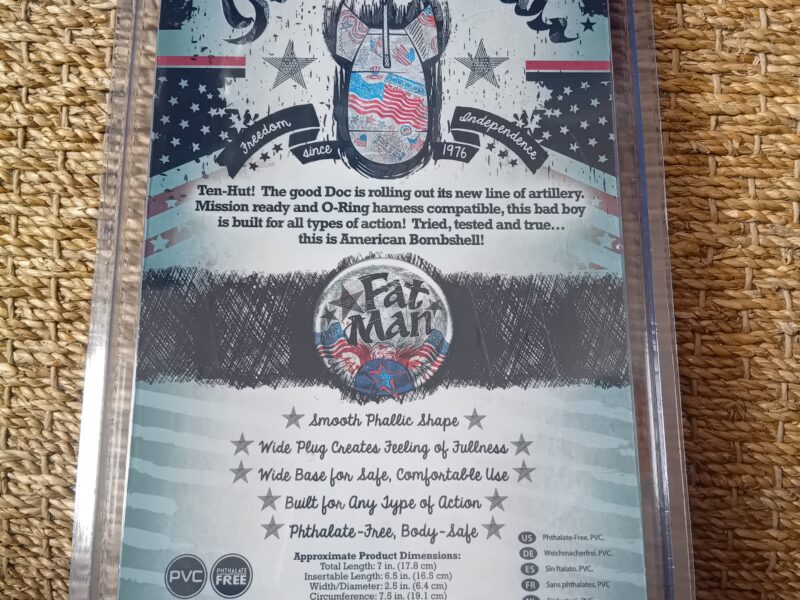 Freedom
since
1976
Independence
Ten-Hut! The good Doc is rolling out its new line of artillery.
Mission ready and O-Ring harness compatible, this bad boy
is built for all types of action! Tried, tested and true...
this is American Bombshell!
Fat
Man
Smooth Phallic Shape
Wide Plug Creates Feeling of Fullness
Wide Base for Safe, Comfortable Use
Built for Any Type of Action
Phthalate-Free, Body-Safe
Approximate Product Dimensions:
Total Length: 7 in. (17.8 cm)
Insertable Length: 6.5 in. (16.5 cm)
Width/Diameter: 2.5 in. (6.4 cm)
Circumference: 7.5 in. (19.1 cm)
PVC
PHTHALATE
FREE
US Phthalate-Free, PVC.
DE Weichmacherfrei, PVC.
ES Sin ftalato, PVC.
FR Sans phthalates, PVC.